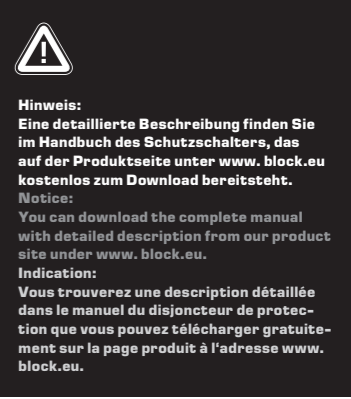 Hinweis:
Eine detaillierte Beschreibung finden Sie
im Handbuch des Schutzschalters, das
auf der Produktseite unter www. block.eu
kostenlos zum Download bereitsteht.
Notice:
You can download the complete manual
with detailed description from our product
site under www. block.eu.
Indication:
Vous trouverez une description détaillée
dans le manuel du disjoncteur de protec-
tion que vous pouvez télécharger gratuite-
ment sur la page produit à l'adresse www.
block.eu.